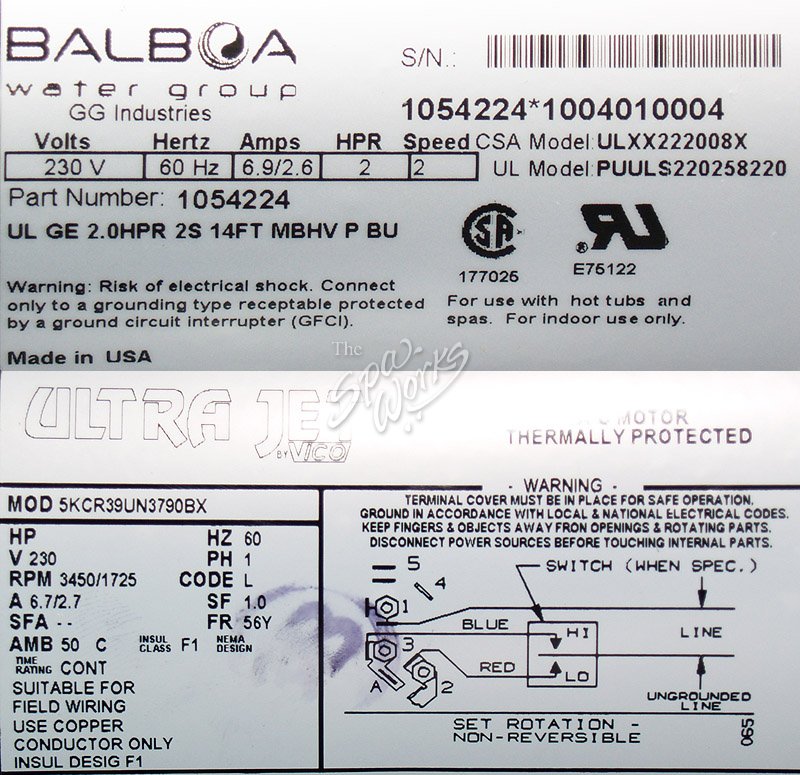 BALBOA
water group
GG Industries
S/N.:
1054224*1004010004
Volts Hertz Amps HPR Speed
230 V 60 Hz 6.9/2.6 2 2
CSA Model: ULXX222008X
UL Model: PUULS220258220
Part Number: 1054224
UL GE 2.0HPR 2S 14FT MBHV P BU
Warning: Risk of electrical shock. Connect
only to a grounding type receptable protected
by a ground circuit interrupter (GFCI).
Made in USA
SA
177026
® RU
E75122
For use with hot tubs and
spas. For indoor use only.
The
Spa Works
ULTRA JET
BY VICO
MOTOR
THERMALLY PROTECTED
MOD 5KCR39UN3790BX
HP HZ 60
V 230 PH 1
RPM 3450/1725 CODE L
A 6.7/2.7 SF 1.0
SFA -- FR 56Y
AMB 50 C INSUL CLASS F1 NEMA DESIGN
TIME RATING CONT
SUITABLE FOR
FIELD WIRING
USE COPPER
CONDUCTOR ONLY
INSUL DESIG F1
- WARNING -
TERMINAL COVER MUST BE IN PLACE FOR SAFE OPERATION.
GROUND IN ACCORDANCE WITH LOCAL & NATIONAL ELECTRICAL CODES.
KEEP FINGERS & OBJECTS AWAY FRON OPENINGS & ROTATING PARTS.
DISCONNECT POWER SOURCES BEFORE TOUCHING INTERNAL PARTS.
5
4
SWITCH (WHEN SPEC.)
1
BLUE
HI
LINE
3
RED
LO
A
2
UNGROUNDED
LINE
SET ROTATION -
NON-REVERSIBLE
065